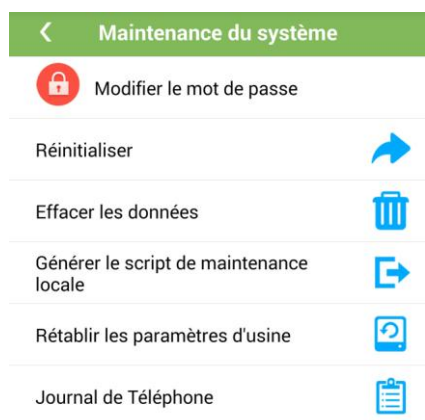 Maintenance du système
Modifier le mot de passe
Réinitialiser
Effacer les données
Générer le script de maintenance
locale
Rétablir les paramètres d'usine
Journal de Téléphone